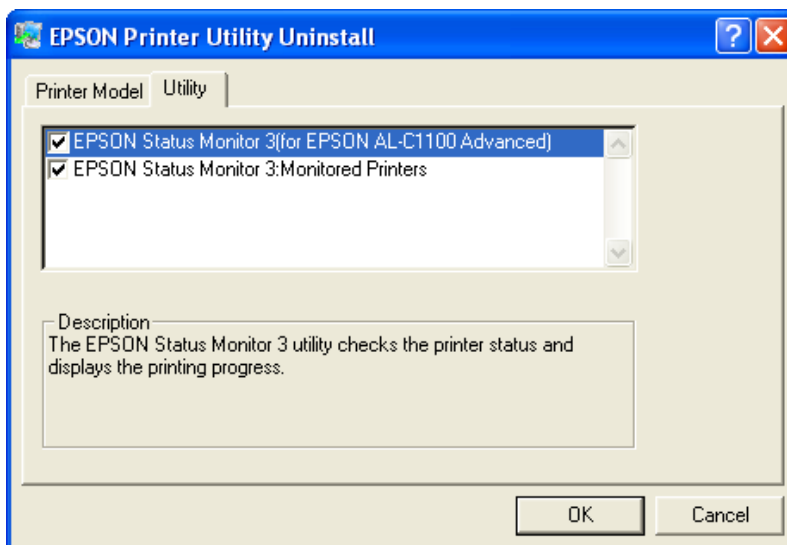 EPSON Printer Utility Uninstall
Printer Model Utility
EPSON Status Monitor 3(for EPSON AL-C1100 Advanced)
EPSON Status Monitor 3:Monitored Printers
Description
The EPSON Status Monitor 3 utility checks the printer status and
displays the printing progress.
OK Cancel